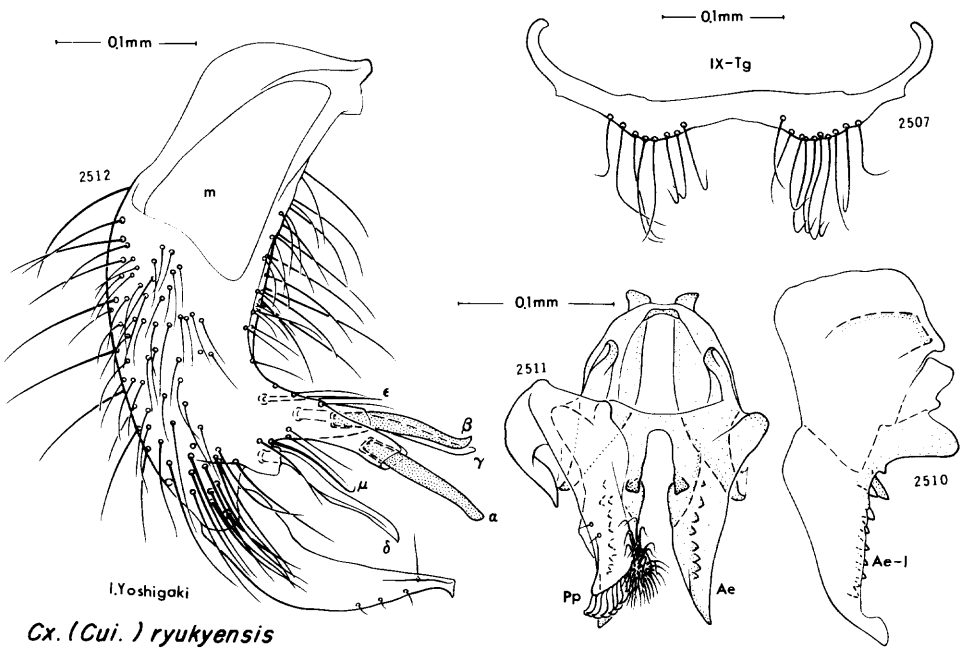 0.1mm
2512
m
ε
β
γ
μ
α
δ
I.Yoshigaki
Cx. (Cui.) ryukyensis
0.1mm
IX-Tg
2507
0.1mm
2511
Pp
Ae
2510
Ae-l